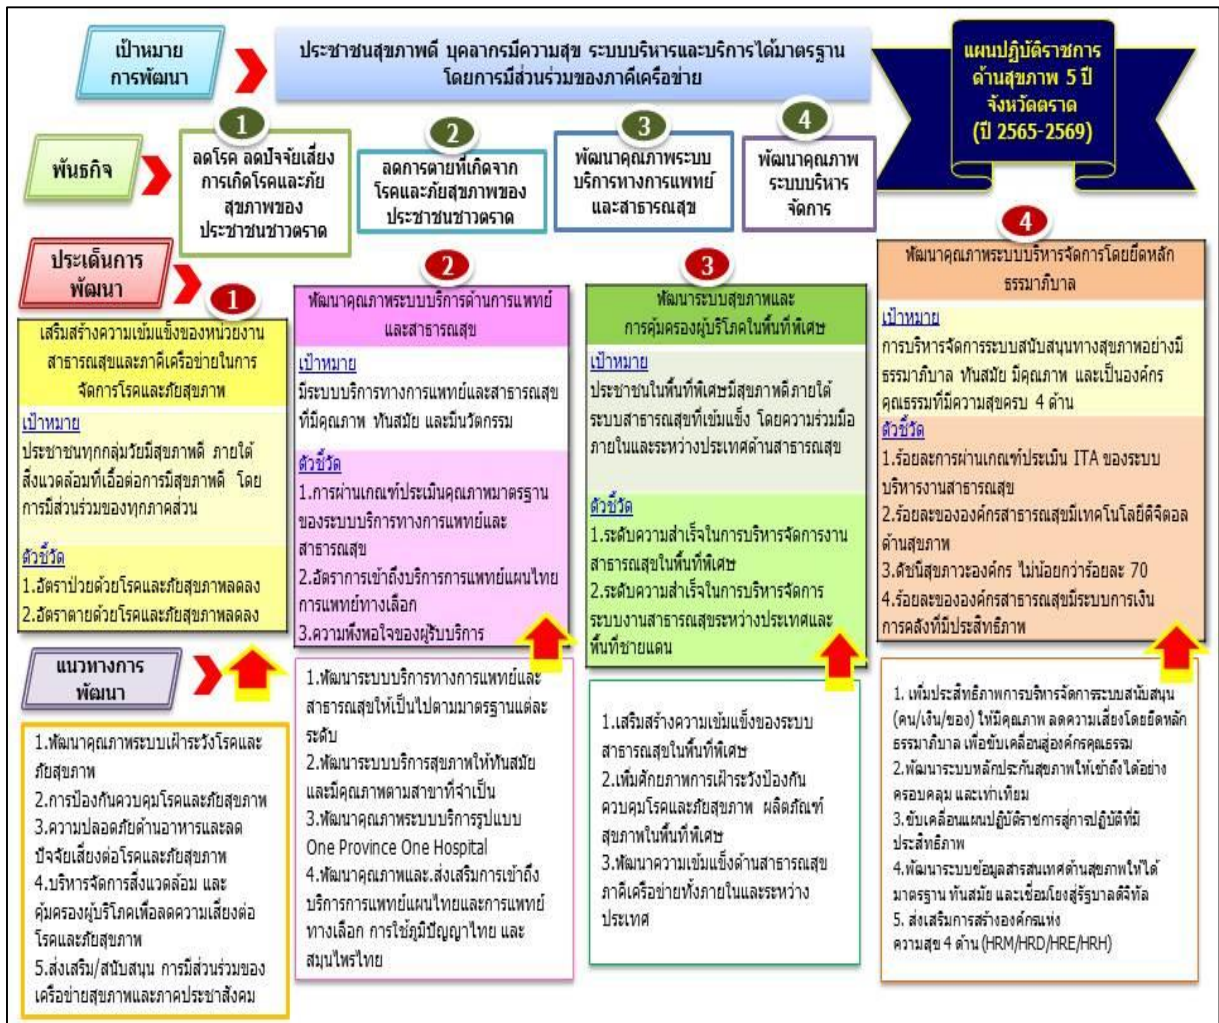 เป้าหมาย
การพัฒนา
ประชาชนสุขภาพดี บุคลากรมีความสุข ระบบบริหารและบริการได้มาตรฐาน
โดยการมีส่วนร่วมของภาคีเครือข่าย
แผนปฏิบัติราชการ
ด้านสุขภาพ 5 ปี
จังหวัดตราด
(ปี 2565-2569)
พันธกิจ
1
ลดโรค ลดปัจจัยเสี่ยง
การเกิดโรคและภัย
สุขภาพของ
ประชาชนชาวตราด
2
ลดการตายที่เกิดจาก
โรคและภัยสุขภาพของ
ประชาชนชาวตราด
3
พัฒนาคุณภาพระบบ
บริการทางการแพทย์
และสาธารณสุข
4
พัฒนาคุณภาพ
ระบบบริหาร
จัดการ
ประเด็นการ
พัฒนา
1
เสริมสร้างความเข้มแข็งของหน่วยงาน
สาธารณสุขและภาคีเครือข่ายในการ
จัดการโรคและภัยสุขภาพ
เป้าหมาย
ประชาชนทุกกลุ่มวัยมีสุขภาพดี ภายใต้
สิ่งแวดล้อมที่เอื้อต่อการมีสุขภาพดี โดย
การมีส่วนร่วมของทุกภาคส่วน
ตัวชี้วัด
1.อัตราป่วยด้วยโรคและภัยสุขภาพลดลง
2.อัตราตายด้วยโรคและภัยสุขภาพลดลง
2
พัฒนาคุณภาพระบบบริการด้านการแพทย์
และสาธารณสุข
เป้าหมาย
มีระบบบริการทางการแพทย์และสาธารณสุข
ที่มีคุณภาพ ทันสมัย และมีนวัตกรรม
ตัวชี้วัด
1.การผ่านเกณฑ์ประเมินคุณภาพมาตรฐาน
ของระบบบริการทางการแพทย์และ
สาธารณสุข
2.อัตราการเข้าถึงบริการการแพทย์แผนไทย
การแพทย์ทางเลือก
3.ความพึงพอใจของผู้รับบริการ
3
พัฒนาระบบสุขภาพและ
การคุ้มครองผู้บริโภคในพื้นที่พิเศษ
เป้าหมาย
ประชาชนในพื้นที่พิเศษมีสุขภาพดีภายใต้
ระบบสาธารณสุขที่เข้มแข็ง โดยความร่วมมือ
ภายในและระหว่างประเทศด้านสาธารณสุข
ตัวชี้วัด
1.ระดับความสำเร็จในการบริหารจัดการงาน
สาธารณสุขในพื้นที่พิเศษ
2.ระดับความสำเร็จในการบริหารจัดการ
ระบบงานสาธารณสุขระหว่างประเทศและ
พื้นที่ชายแดน
4
พัฒนาคุณภาพระบบบริหารจัดการโดยยึดหลัก
ธรรมาภิบาล
เป้าหมาย
การบริหารจัดการระบบสนับสนุนทางสุขภาพอย่างมี
ธรรมาภิบาล ทันสมัย มีคุณภาพ และเป็นองค์กร
คุณธรรมที่มีความสุขครบ 4 ด้าน
ตัวชี้วัด
1.ร้อยละการผ่านเกณฑ์ประเมิน ITA ของระบบ
บริหารงานสาธารณสุข
2.ร้อยละขององค์กรสาธารณสุขมีเทคโนโลยีดิจิตอล
ด้านสุขภาพ
3.ดัชนีสุขภาวะองค์กร ไม่น้อยกว่าร้อยละ 70
4.ร้อยละขององค์กรสาธารณสุขมีระบบการเงิน
การคลังที่มีประสิทธิภาพ
แนวทางการ
พัฒนา
1.พัฒนาคุณภาพระบบเฝ้าระวังโรคและ
ภัยสุขภาพ
2.การป้องกันควบคุมโรคและภัยสุขภาพ
3.ความปลอดภัยด้านอาหารและลด
ปัจจัยเสี่ยงต่อโรคและภัยสุขภาพ
4.บริหารจัดการสิ่งแวดล้อม และ
คุ้มครองผู้บริโภคเพื่อลดความเสี่ยงต่อ
โรคและภัยสุขภาพ
5.ส่งเสริม/สนับสนุน การมีส่วนร่วมของ
เครือข่ายสุขภาพและภาคประชาสังคม
1.พัฒนาระบบบริการทางการแพทย์และ
สาธารณสุขให้เป็นไปตามมาตรฐานแต่ละ
ระดับ
2.พัฒนาระบบบริการสุขภาพให้ทันสมัย
และมีคุณภาพตามสาขาที่จำเป็น
3.พัฒนาคุณภาพระบบบริการรูปแบบ
One Province One Hospital
4.พัฒนาคุณภาพและ.ส่งเสริมการเข้าถึง
บริการการแพทย์แผนไทยและการแพทย์
ทางเลือก การใช้ภูมิปัญญาไทย และ
สมุนไพรไทย
1.เสริมสร้างความเข้มแข็งของระบบ
สาธารณสุขในพื้นที่พิเศษ
2.เพิ่มศักยภาพการเฝ้าระวังป้องกัน
ควบคุมโรคและภัยสุขภาพ ผลิตภัณฑ์
สุขภาพในพื้นที่พิเศษ
3.พัฒนาความเข้มแข็งด้านสาธารณสุข
ภาคีเครือข่ายทั้งภายในและระหว่าง
ประเทศ
1. เพิ่มประสิทธิภาพการบริหารจัดการระบบสนับสนุน
(คน/เงิน/ของ) ให้มีคุณภาพ ลดความเสี่ยงโดยยึดหลัก
ธรรมาภิบาล เพื่อขับเคลื่อนสู่องค์กรคุณธรรม
2.พัฒนาระบบหลักประกันสุขภาพให้เข้าถึงได้อย่าง
ครอบคลุม และเท่าเทียม
3.ขับเคลื่อนแผนปฏิบัติราชการสู่การปฏิบัติที่มี
ประสิทธิภาพ
4.พัฒนาระบบข้อมูลสารสนเทศด้านสุขภาพให้ได้
มาตรฐาน ทันสมัย และเชื่อมโยงสู่รัฐบาลดิจิทัล
5. ส่งเสริมการสร้างองค์กรแห่ง
ความสุข 4 ด้าน (HRM/HRD/HRE/HRH)